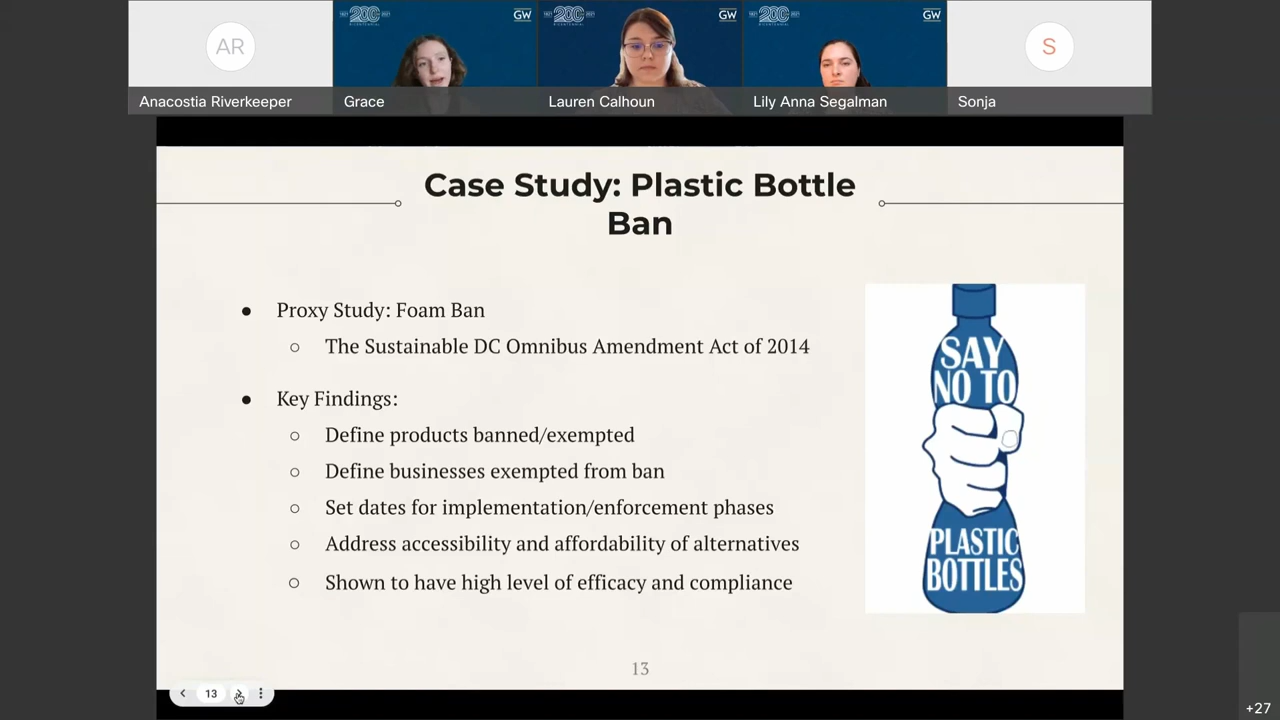 AR
Anacostia Riverkeeper
GW
Grace
GW
Lauren Calhoun
GW
Lily Anna Segalman
S
Sonja
Case Study: Plastic Bottle
Ban
● Proxy Study: Foam Ban
○ The Sustainable DC Omnibus Amendment Act of 2014
● Key Findings:
○ Define products banned/exempted
○ Define businesses exempted from ban
○ Set dates for implementation/enforcement phases
○ Address accessibility and affordability of alternatives
○ Shown to have high level of efficacy and compliance
SAY
NO TO
PLASTIC
BOTTLES
13
13
+27